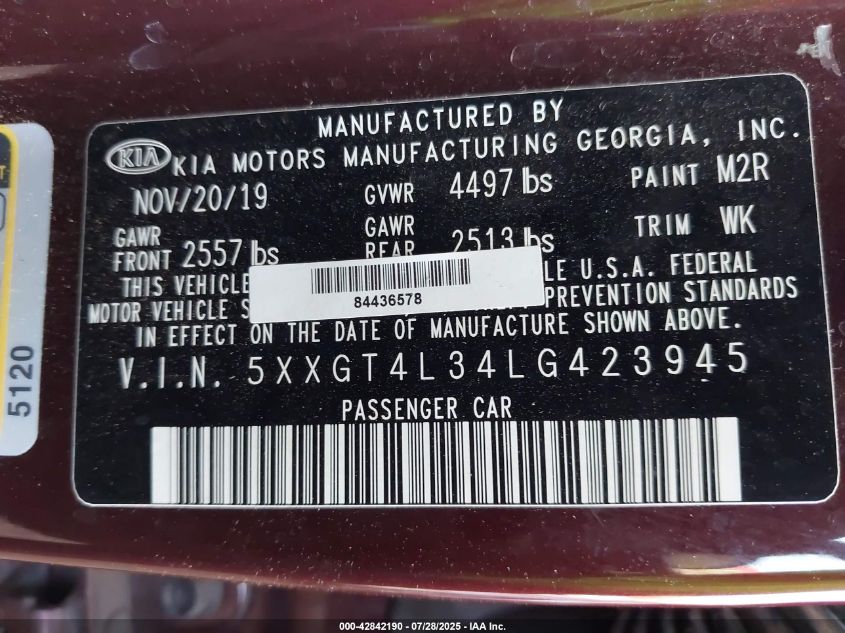 MANUFACTURED BY
KIA KIA MOTORS MANUFACTURING GEORGIA, INC.
NOV/20/19 GVWR 4497 lbs PAINT M2R
GAWR FRONT 2557 lbs GAWR REAR 2513 lbs TRIM WK
THIS VEHICLE U.S.A. FEDERAL
MOTOR VEHICLE PREVENTION STANDARDS
84436578
IN EFFECT ON THE DATE OF MANUFACTURE SHOWN ABOVE.
V.I.N. 5XXGT4L34LG423945
PASSENGER CAR
5120
000-42842190 - 07/28/2025 - IAA, Inc.